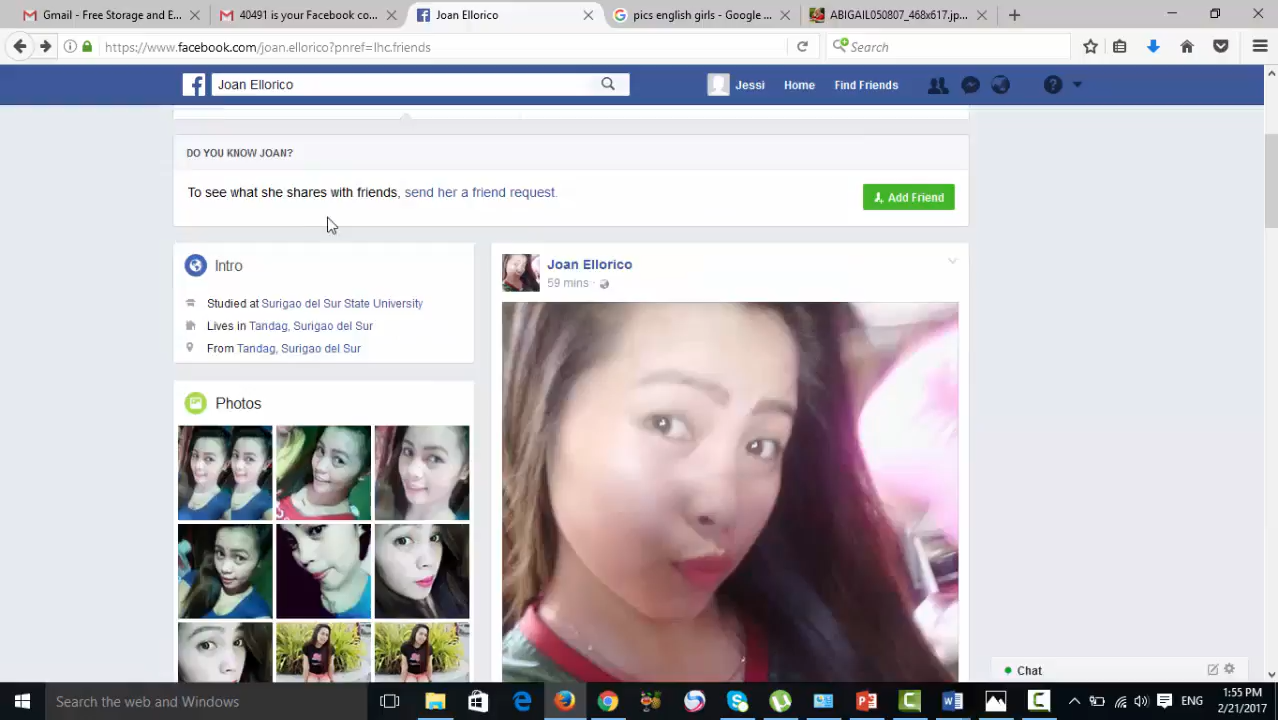 Gmail - Free Storage and E...
40491 is your Facebook co...
Joan Ellorico
pics english girls - Google ...
ABIGAIL050807_468x617.jp...
https://www.facebook.com/joan.ellorico?pnref=lhc.friends
Search
Joan Ellorico
Jessi
Home
Find Friends
DO YOU KNOW JOAN?
To see what she shares with friends, send her a friend request.
Add Friend
Intro
Studied at Surigao del Sur State University
Lives in Tandag, Surigao del Sur
From Tandag, Surigao del Sur
Photos
Joan Ellorico
59 mins ·
Chat
Search the web and Windows
ENG
1:55 PM
2/21/2017